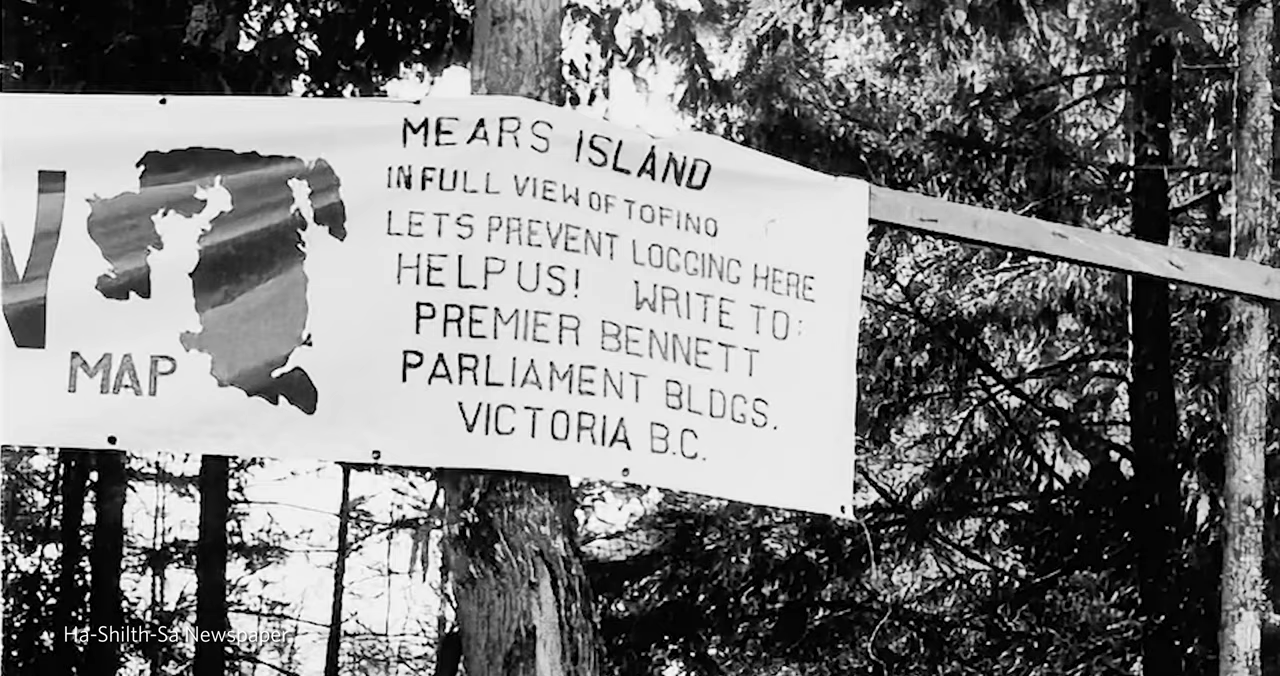 MEARS ISLAND
IN FULL VIEW OF TOFINO
LETS PREVENT LOGGING HERE
HELP US! WRITE TO:
PREMIER BENNETT
PARLIAMENT BLDGS.
VICTORIA B.C.
MAP
Ha-Shilth-Sa Newspaper